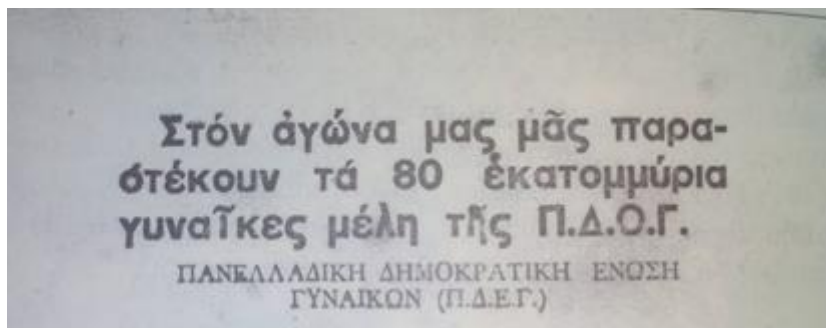 Στόν ἀγώνα μας μᾶς παρα-
στέκουν τά 80 ἑκατομμύρια
γυναῖκες μέλη τῆς Π.Δ.Ο.Γ.
ΠΑΝΕΛΛΑΔΙΚΗ ΔΗΜΟΚΡΑΤΙΚΗ ΕΝΩΣΗ
ΓΥΝΑΙΚΩΝ (Π.Δ.Ε.Γ.)